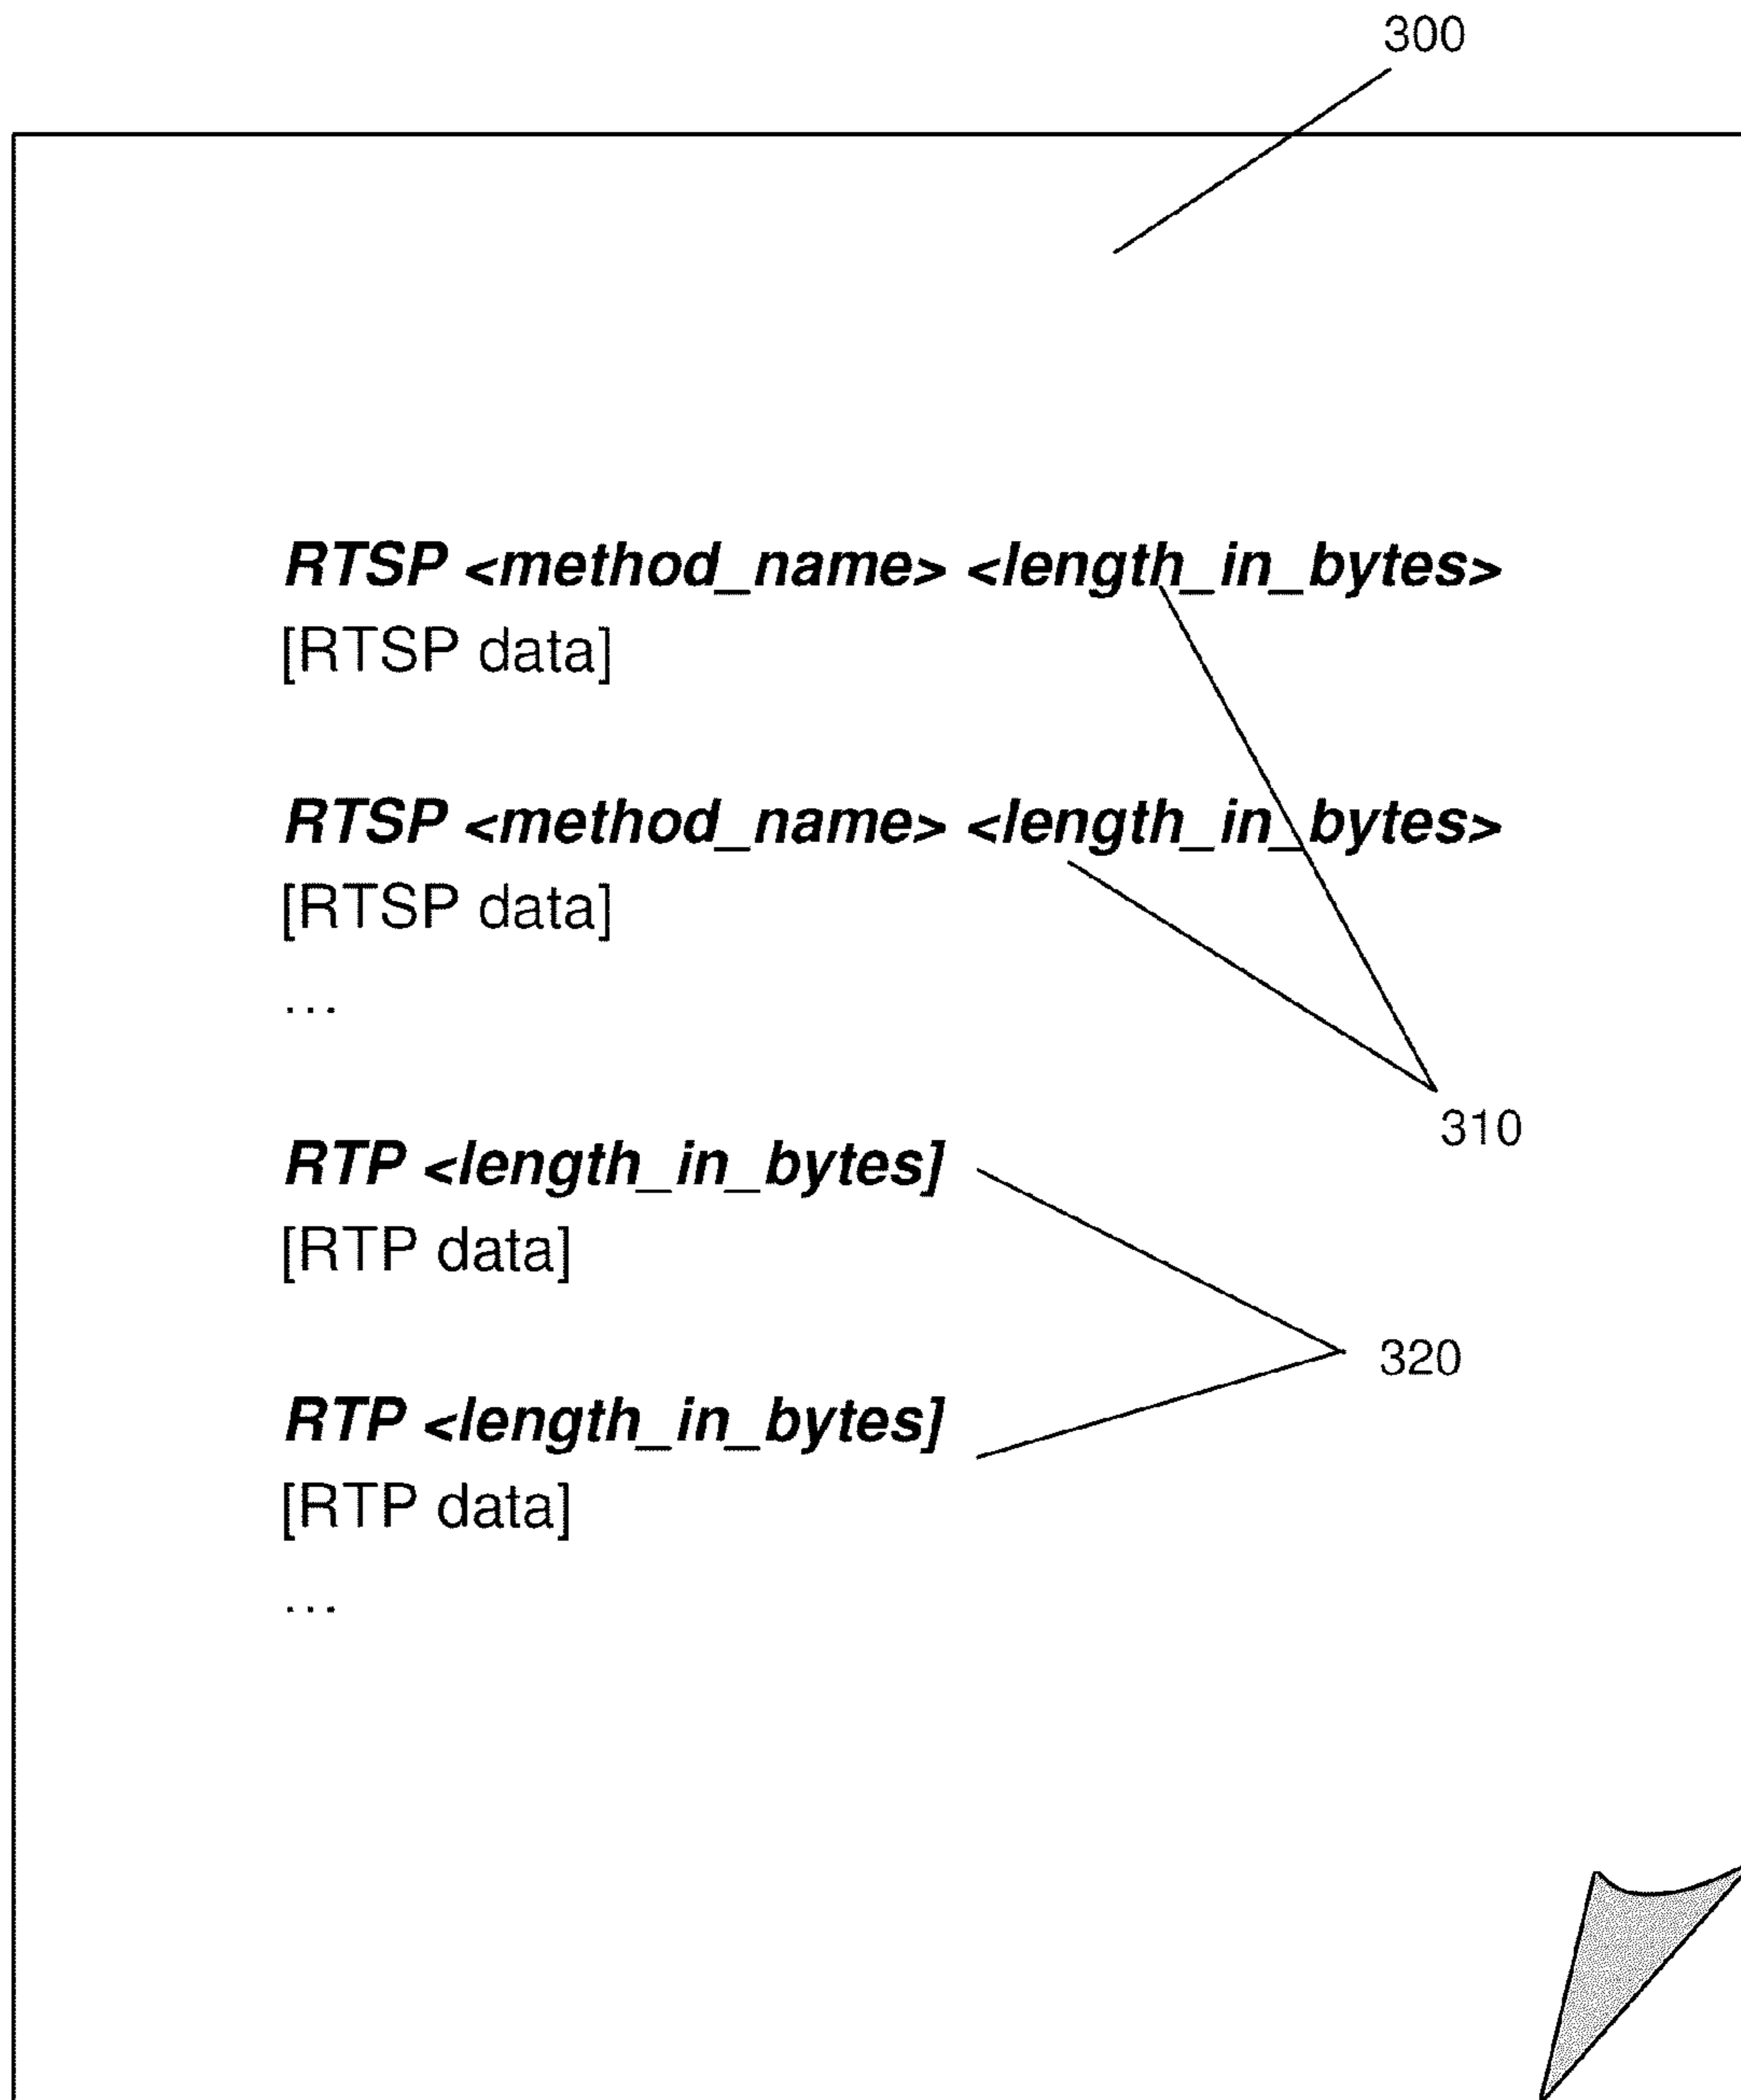 300
RTSP <method_name> <length_in_bytes>
[RTSP data]
RTSP <method_name> <length_in_bytes>
[RTSP data]
...
310
RTP <length_in_bytes]
[RTP data]
320
RTP <length_in_bytes]
[RTP data]
...